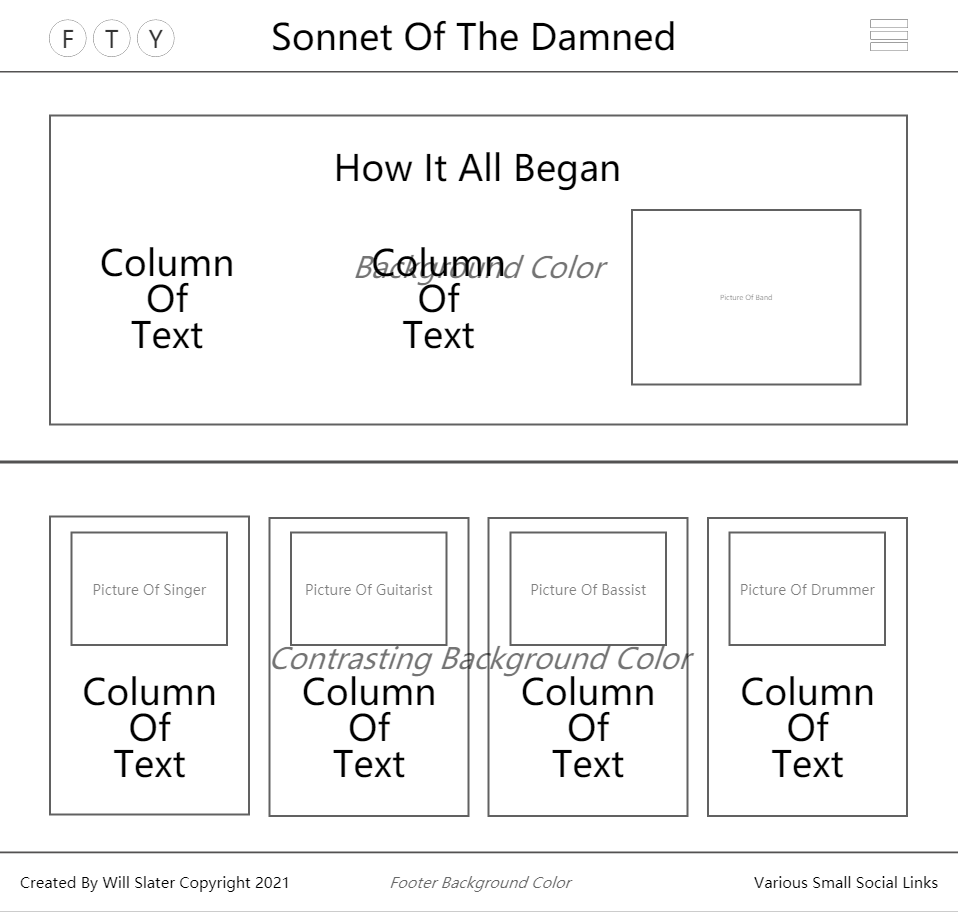 F T Y
Sonnet Of The Damned
How It All Began
Column
Of
Text
Background Color
Column
Of
Text
Picture Of Band
Picture Of Singer
Picture Of Guitarist
Picture Of Bassist
Picture Of Drummer
Contrasting Background Color
Column
Of
Text
Column
Of
Text
Column
Of
Text
Column
Of
Text
Created By Will Slater Copyright 2021
Footer Background Color
Various Small Social Links